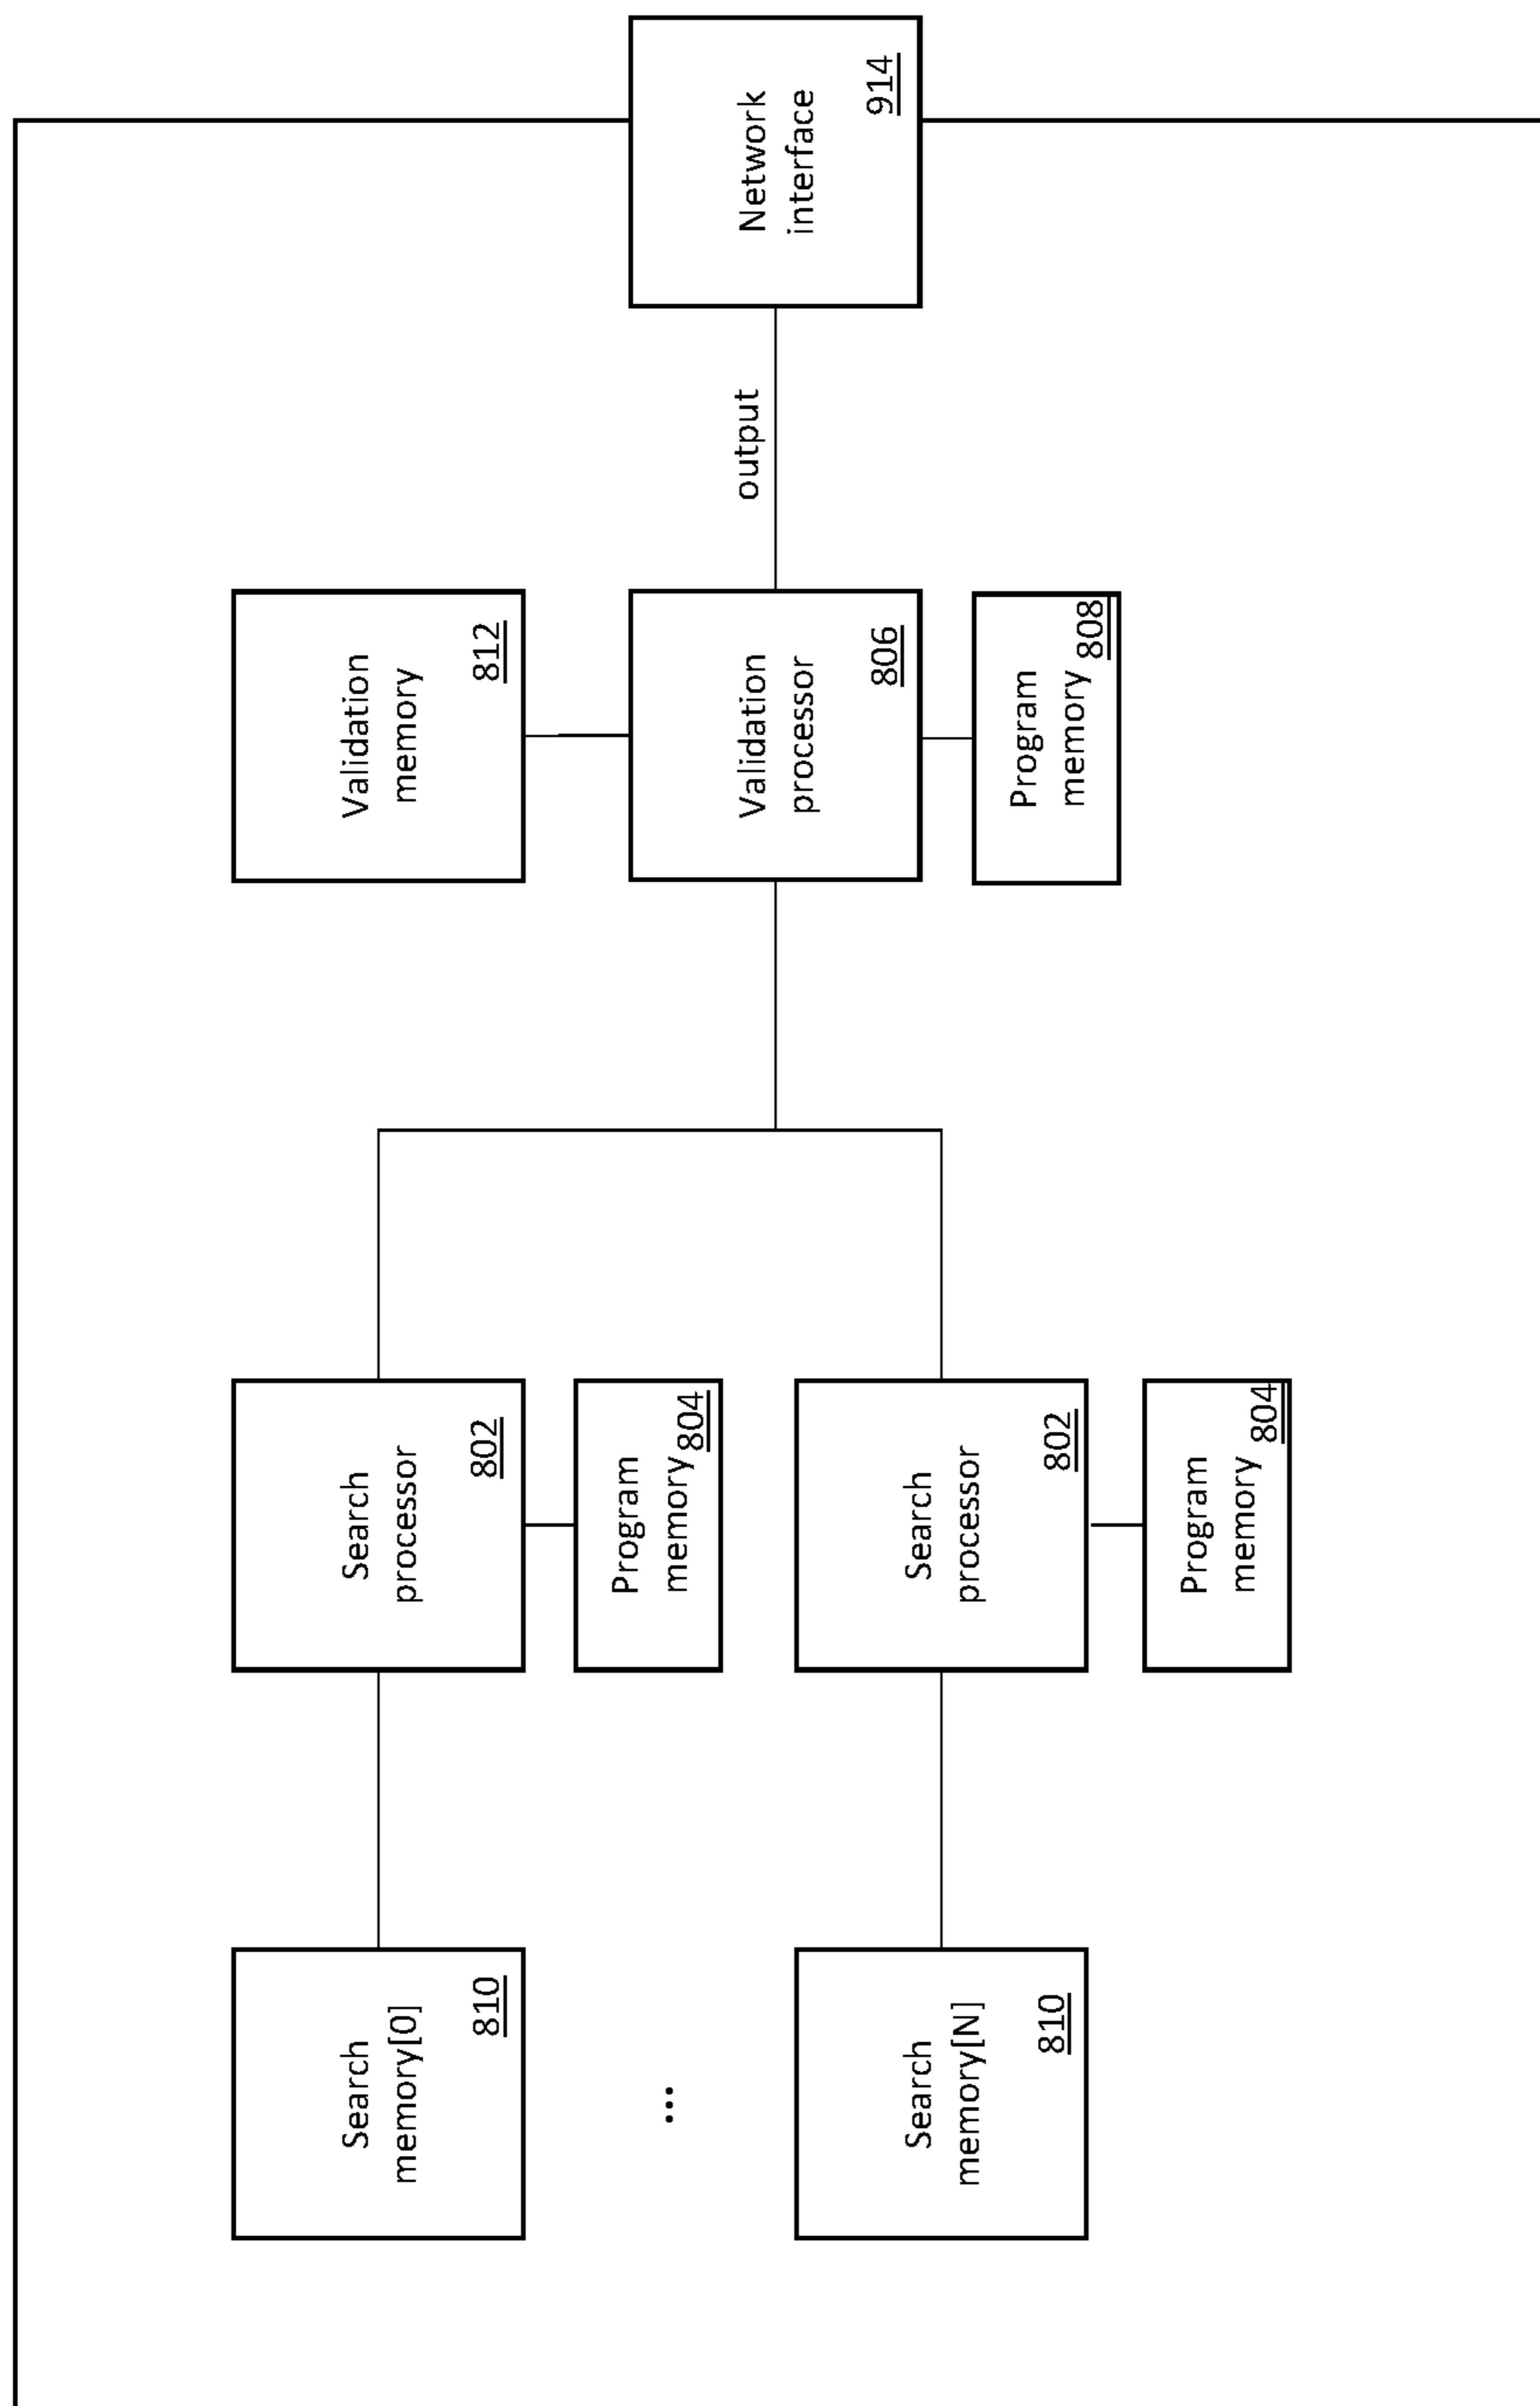 Search
memory[0]
810
Search
processor
802
Program
memory
804
Validation
memory
812
...
Search
memory[N]
810
Search
processor
802
Program
memory
804
Validation
processor
806
Program
memory
808
output
Network
interface
914